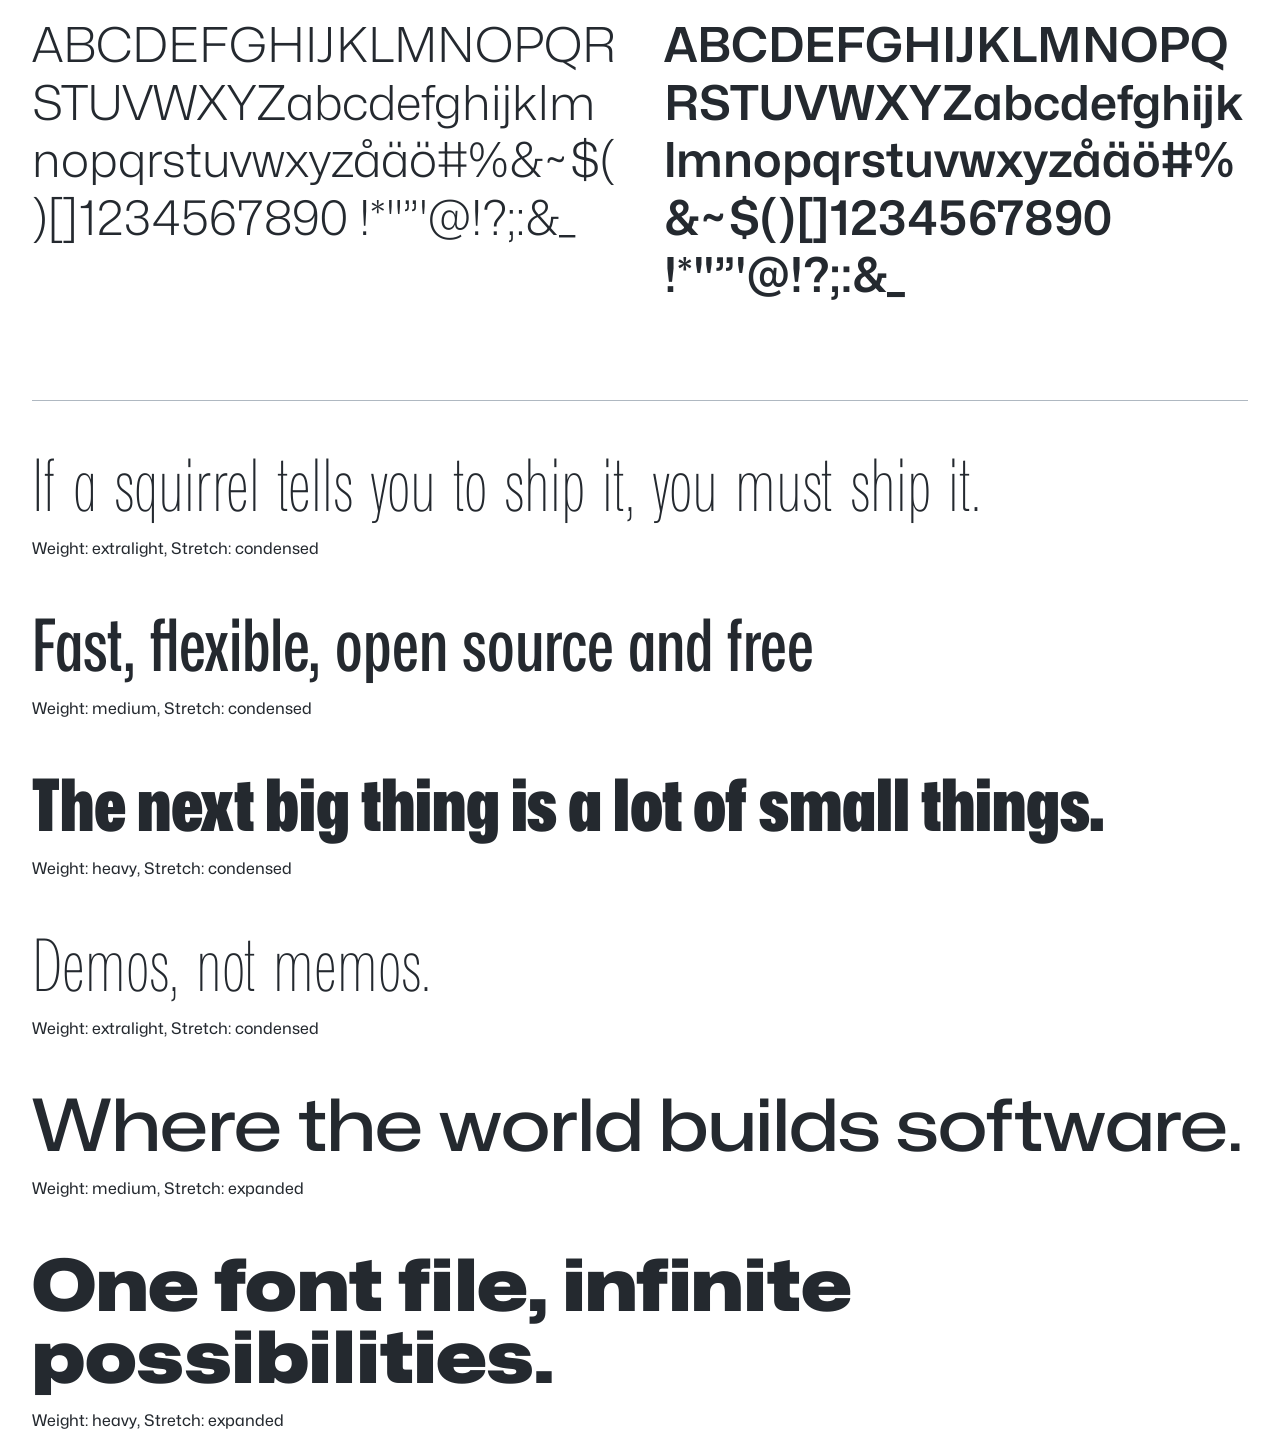 ABCDEFGHIJKLMNOPQR
STUVWXYZabcdefghijklm
nopqrstuvwxyzåäö#%&~$(
)[]1234567890 !*"”'@!?;:&_
ABCDEFGHIJKLMNOPQ
RSTUVWXYZabcdefghijk
lmnopqrstuvwxyzåäö#%
&~$()[]1234567890
!*"”'@!?;:&_
If a squirrel tells you to ship it, you must ship it.
Weight: extralight, Stretch: condensed
Fast, flexible, open source and free
Weight: medium, Stretch: condensed
The next big thing is a lot of small things.
Weight: heavy, Stretch: condensed
Demos, not memos.
Weight: extralight, Stretch: condensed
Where the world builds software.
Weight: medium, Stretch: expanded
One font file, infinite
possibilities.
Weight: heavy, Stretch: expanded